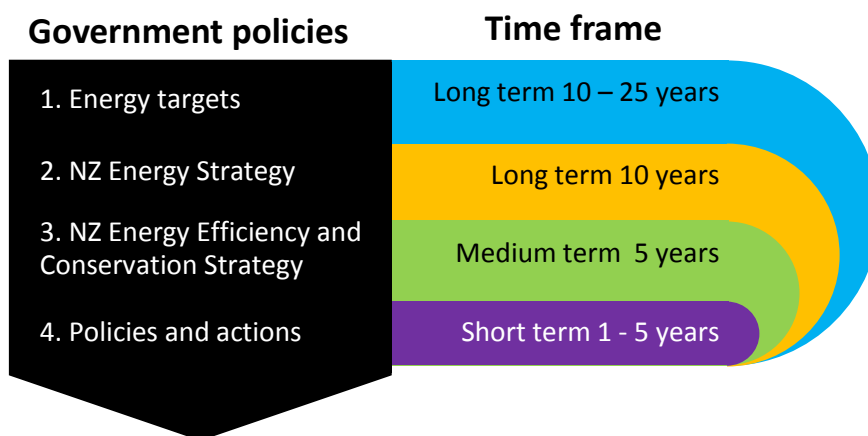 Government policies
Time frame
1. Energy targets
Long term 10 – 25 years
2. NZ Energy Strategy
Long term 10 years
3. NZ Energy Efficiency and
Conservation Strategy
Medium term  5 years
4. Policies and actions
Short term 1 - 5 years